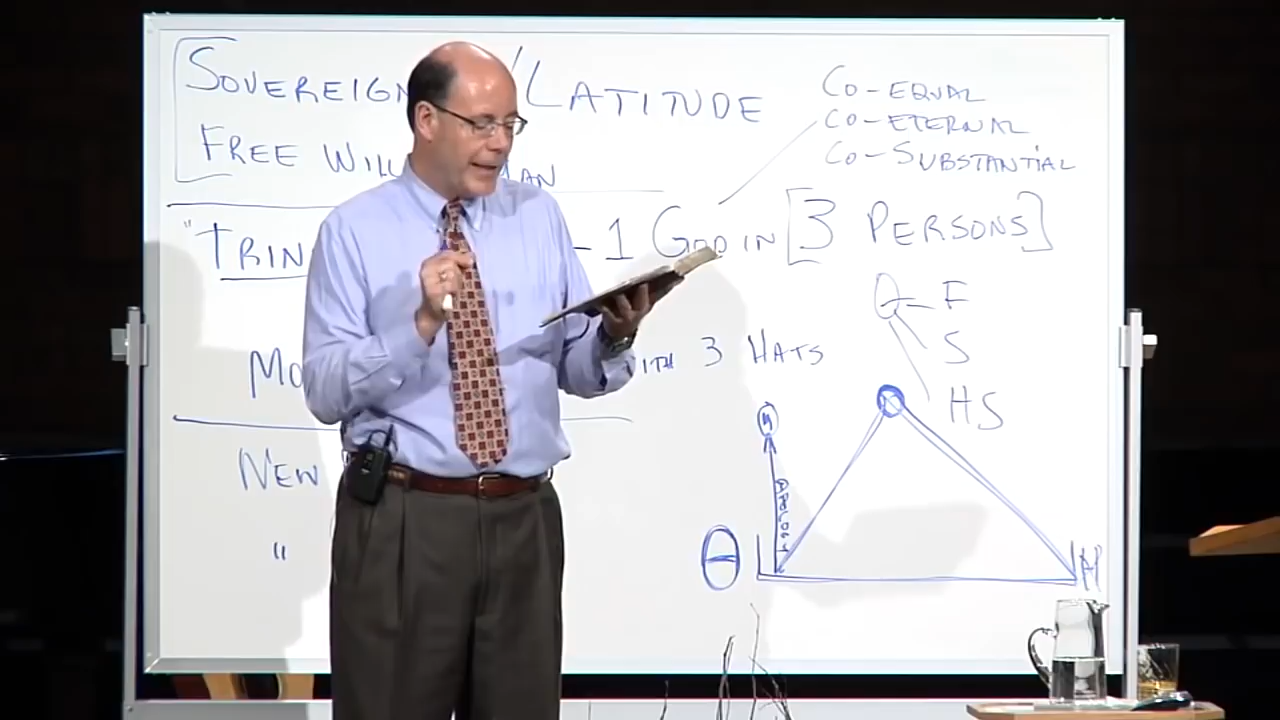 SOVEREIGN /LATITUDE
FREE WILL MAN
CO-EQUAL
CO-ETERNAL
CO-SUBSTANTIAL
"TRIN - 1 GOD IN [3 PERSONS]
F
S
HS
MO ITH 3 HATS
NEW
"
APOLOGY
Θ